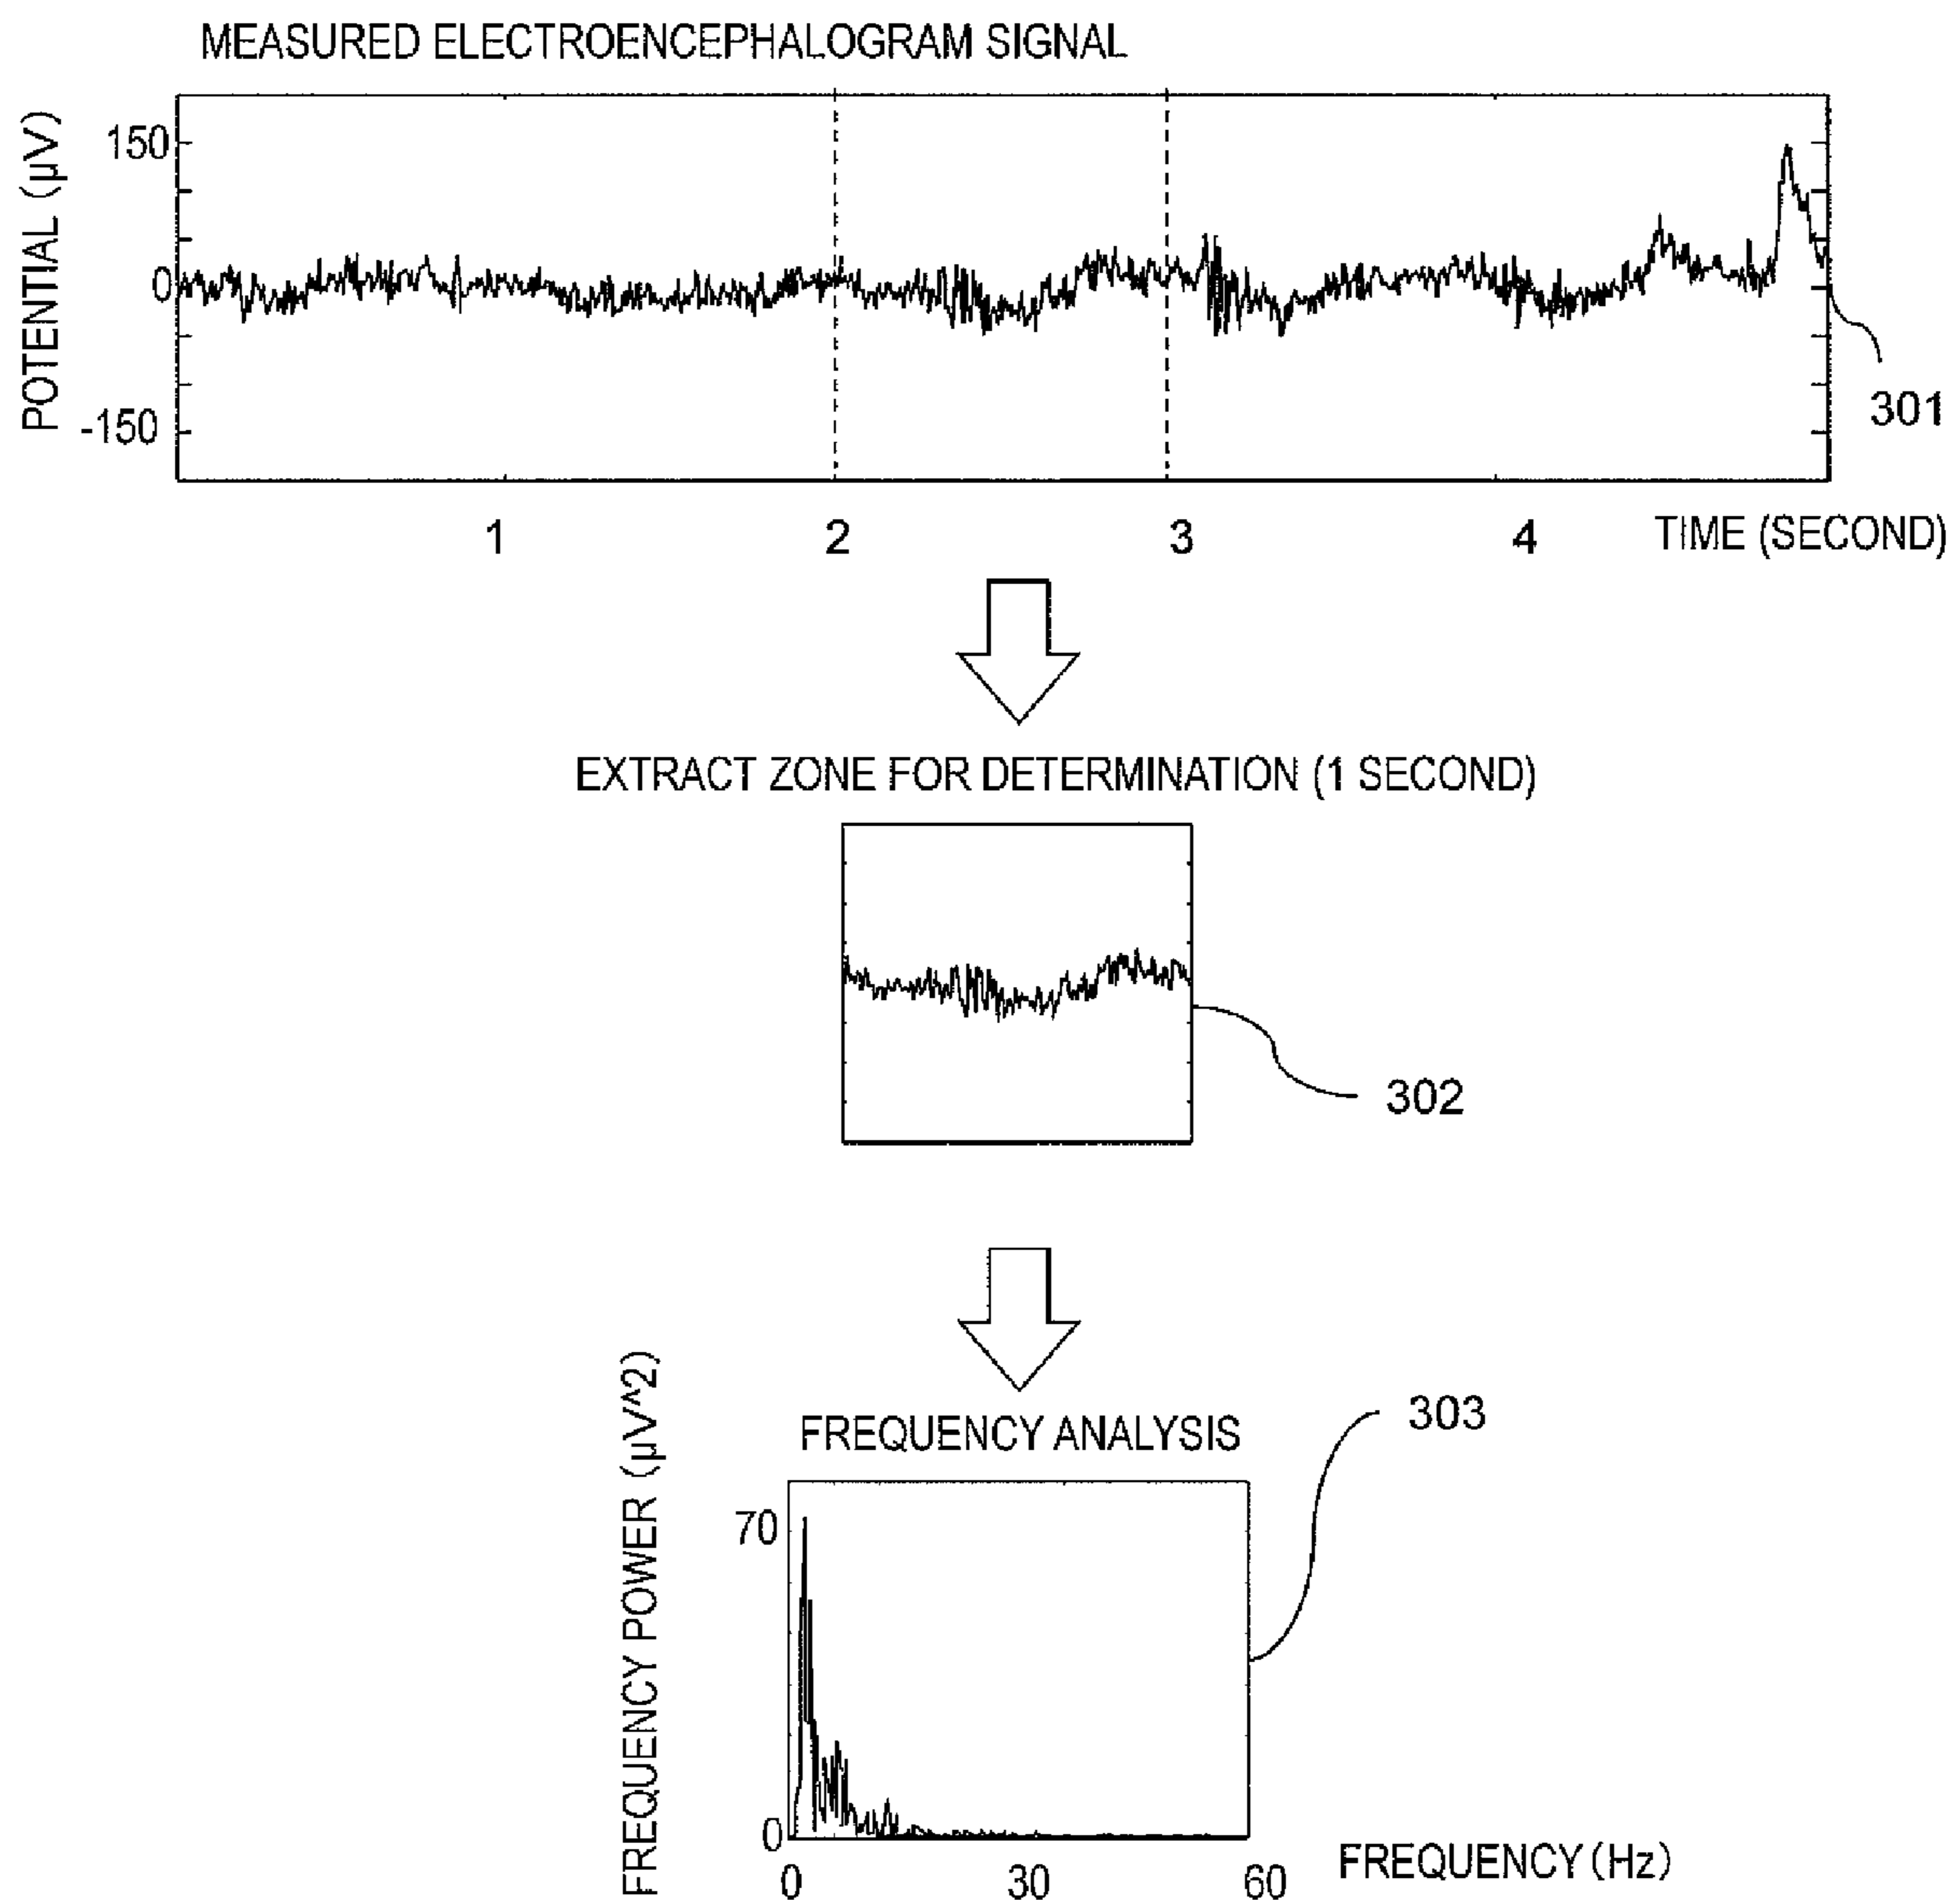 MEASURED ELECTROENCEPHALOGRAM SIGNAL
POTENTIAL (µV)
150
0
-150
301
1 2 3 4 TIME (SECOND)
EXTRACT ZONE FOR DETERMINATION (1 SECOND)
302
FREQUENCY ANALYSIS
303
FREQUENCY POWER (µV^2)
70
0
0 30 60 FREQUENCY (Hz)